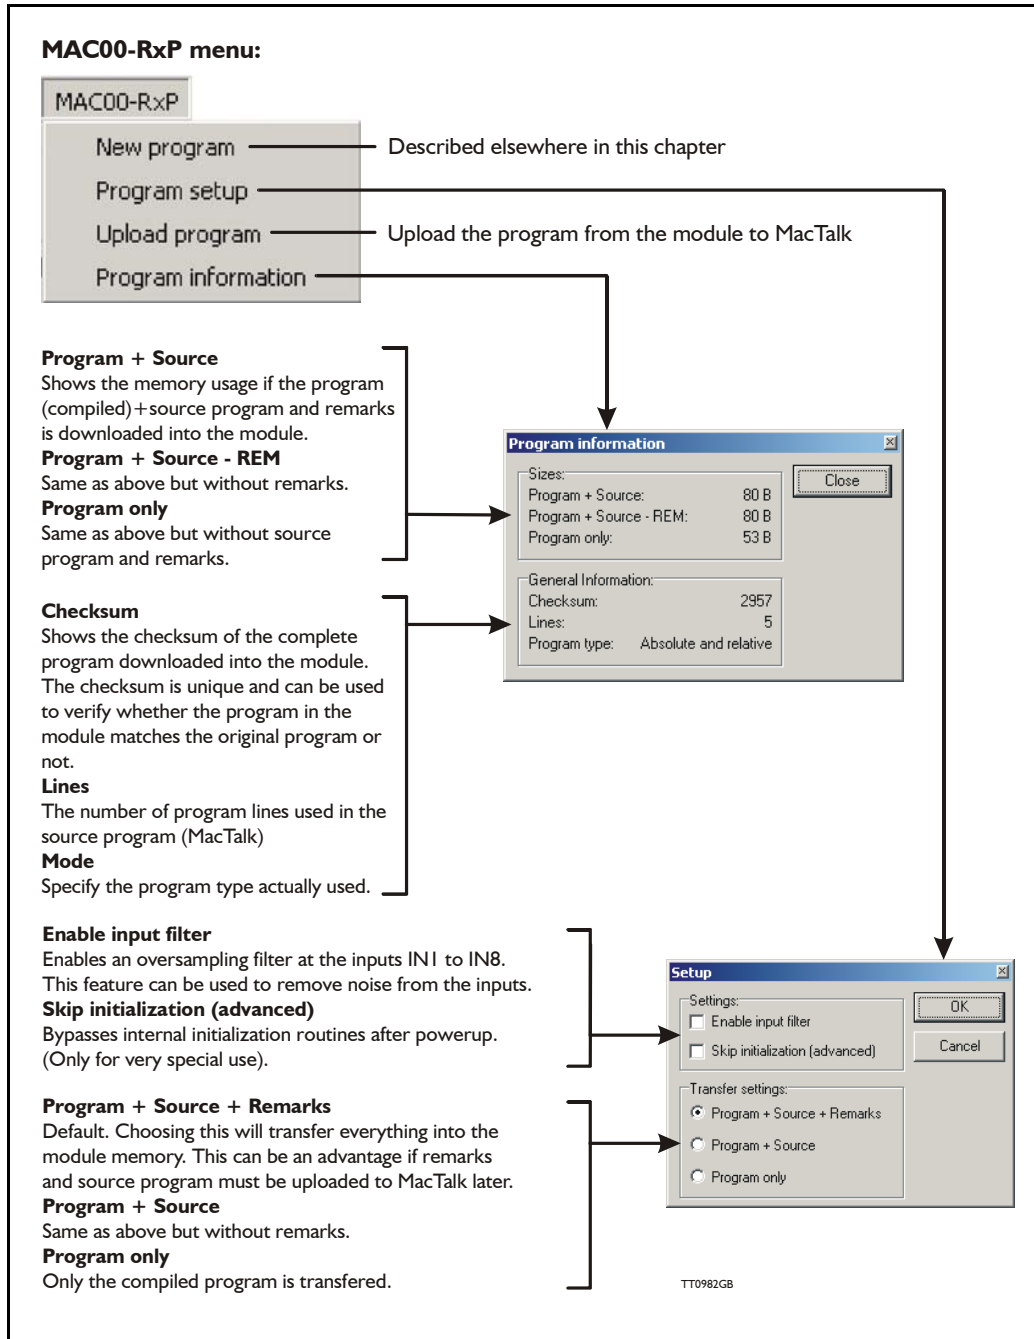 MAC00-RxP menu:
MAC00-RxP
New program
Described elsewhere in this chapter
Program setup
Upload program
Upload the program from the module to MacTalk
Program information
Program + Source
Shows the memory usage if the program
(compiled)+source program and remarks
is downloaded into the module.
Program + Source - REM
Same as above but without remarks.
Program only
Same as above but without source
program and remarks.
Program information
Sizes:
Program + Source: 80 B
Program + Source - REM: 80 B
Program only: 53 B
Close
General Information:
Checksum: 2957
Lines: 5
Program type: Absolute and relative
Checksum
Shows the checksum of the complete
program downloaded into the module.
The checksum is unique and can be used
to verify whether the program in the
module matches the original program or
not.
Lines
The number of program lines used in the
source program (MacTalk)
Mode
Specify the program type actually used.
Enable input filter
Enables an oversampling filter at the inputs IN1 to IN8.
This feature can be used to remove noise from the inputs.
Skip initialization (advanced)
Bypasses internal initialization routines after powerup.
(Only for very special use).
Setup
Settings:
Enable input filter
Skip initialization (advanced)
OK
Cancel
Transfer settings:
Program + Source + Remarks
Program + Source
Program only
Program + Source + Remarks
Default. Choosing this will transfer everything into the
module memory. This can be an advantage if remarks
and source program must be uploaded to MacTalk later.
Program + Source
Same as above but without remarks.
Program only
Only the compiled program is transfered.
TT0982GB